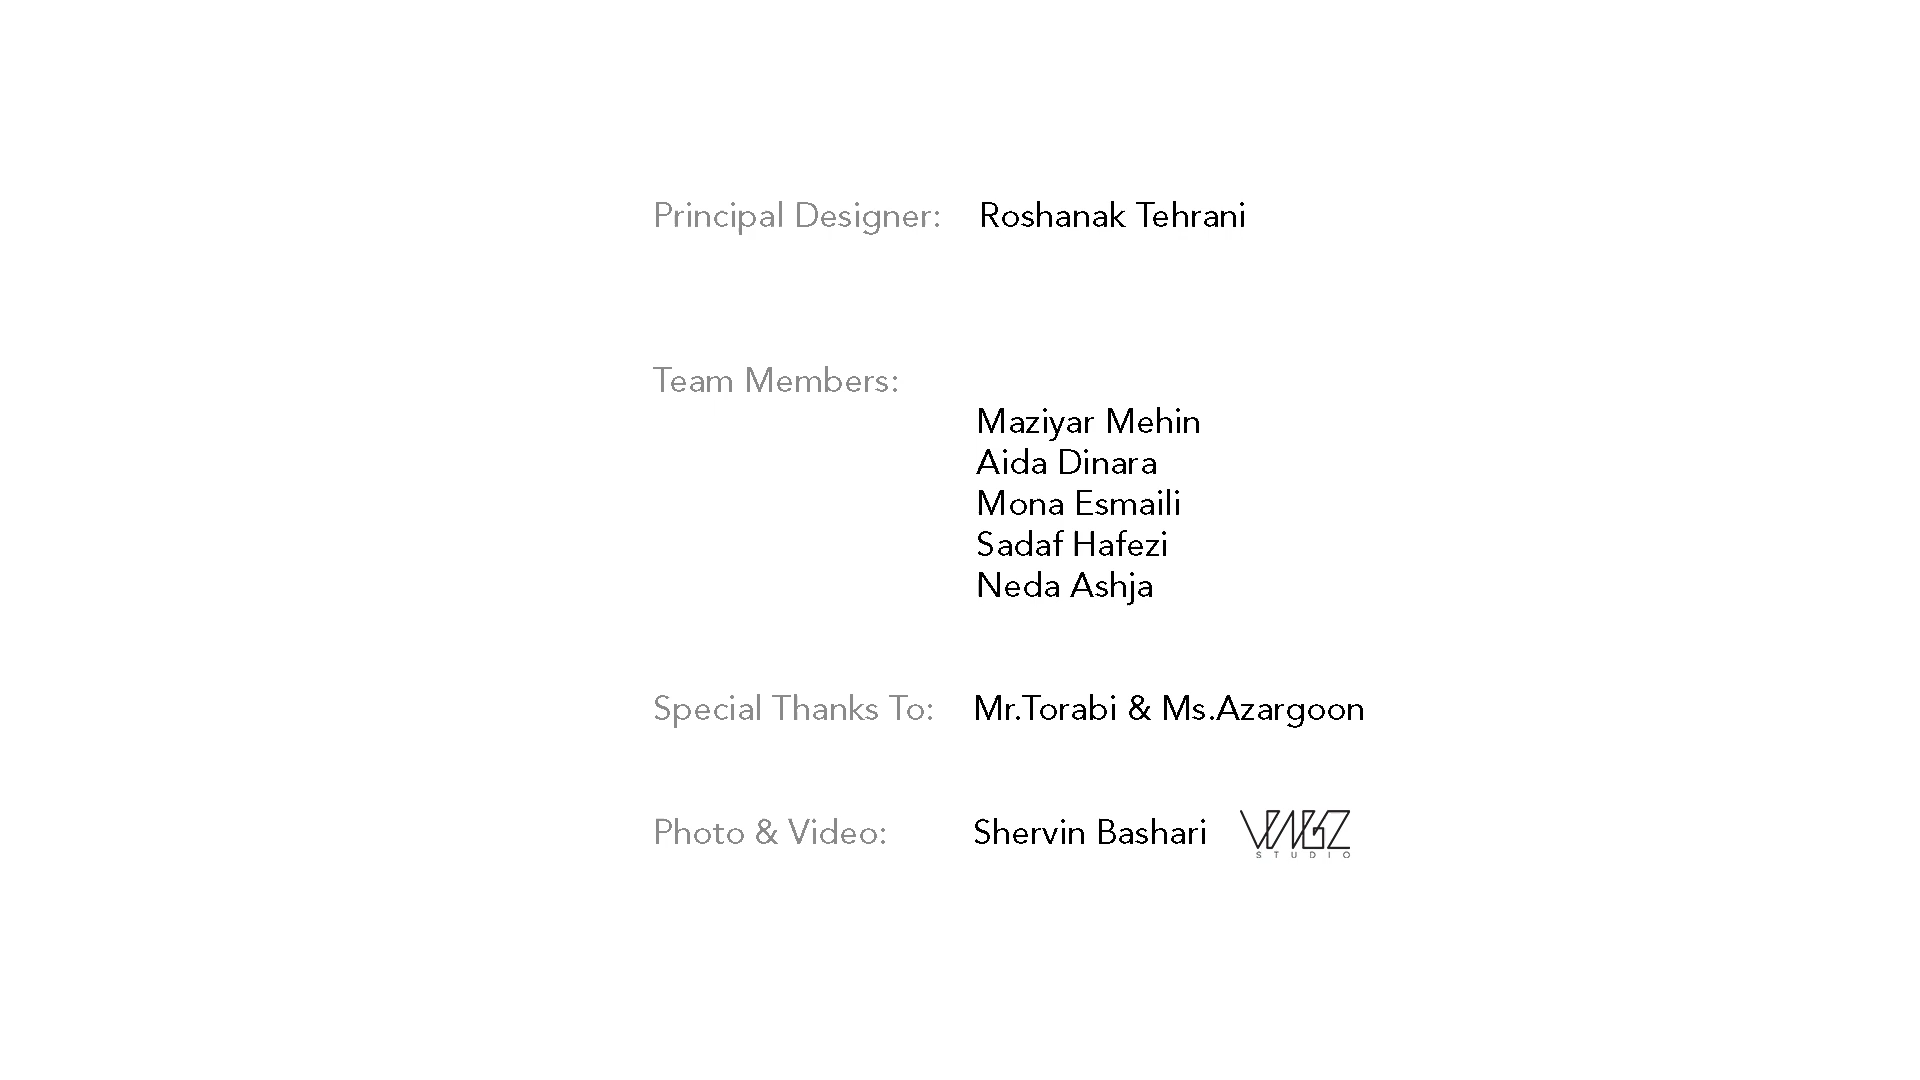 Principal Designer: Roshanak Tehrani
Team Members:
Maziyar Mehin
Aida Dinara
Mona Esmaili
Sadaf Hafezi
Neda Ashja
Special Thanks To: Mr.Torabi & Ms.Azargoon
Photo & Video: Shervin Bashari
STUDIO